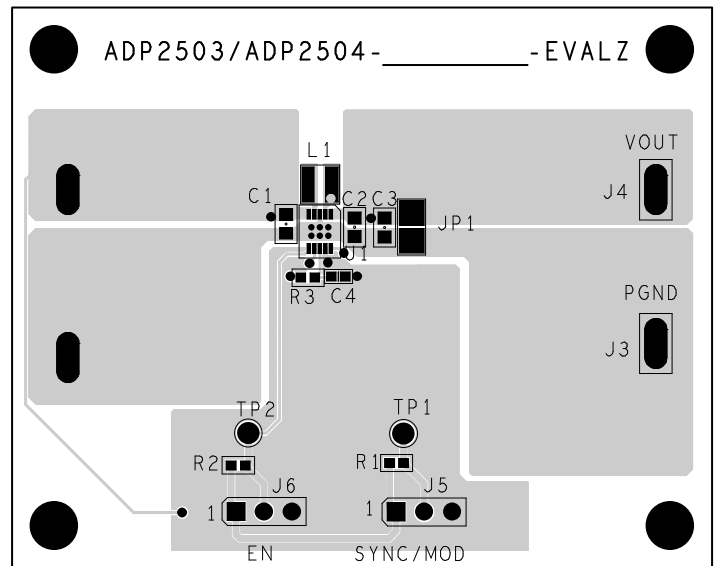 ADP2503/ADP2504-__________-EVALZ
VOUT
L1
C1
C2
C3
J4
JP1
J1
R3
C4
PGND
J3
TP2
TP1
R2
R1
J6
J5
1
1
EN
SYNC/MOD